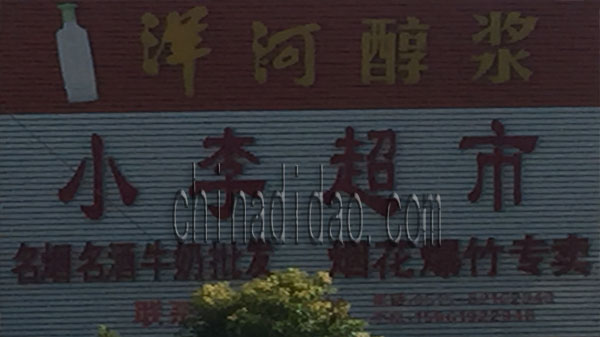 洋河醇浆
小李超市
chinadidao.com
名烟名酒牛奶批发 烟花爆竹专卖
联